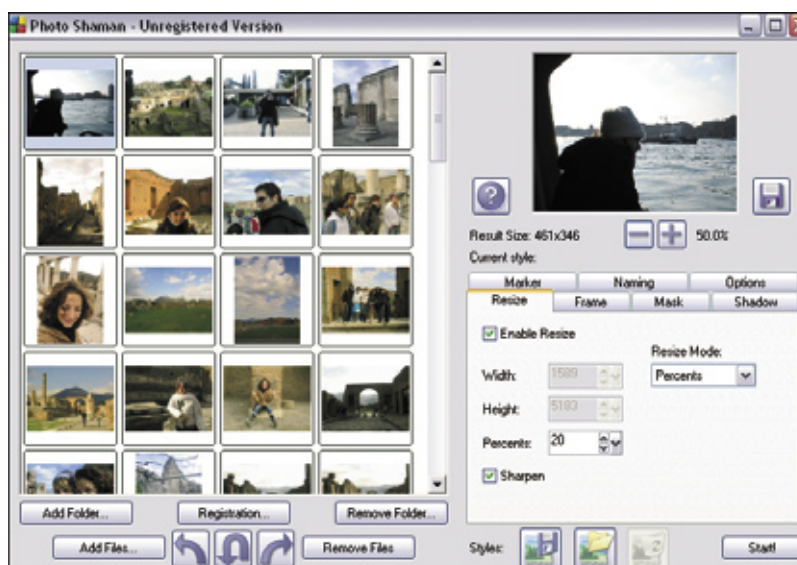 Photo Shaman - Unregistered Version
Result Size: 461x346
50.0%
Current style:
Marker
Naming
Options
Resize
Frame
Mask
Shadow
Enable Resize
Resize Mode:
Width:
1589
Percents
Height:
5183
Percents:
20
Sharpen
Add Folder...
Registration...
Remove Folder...
Add Files...
Remove Files
Styles:
Start!